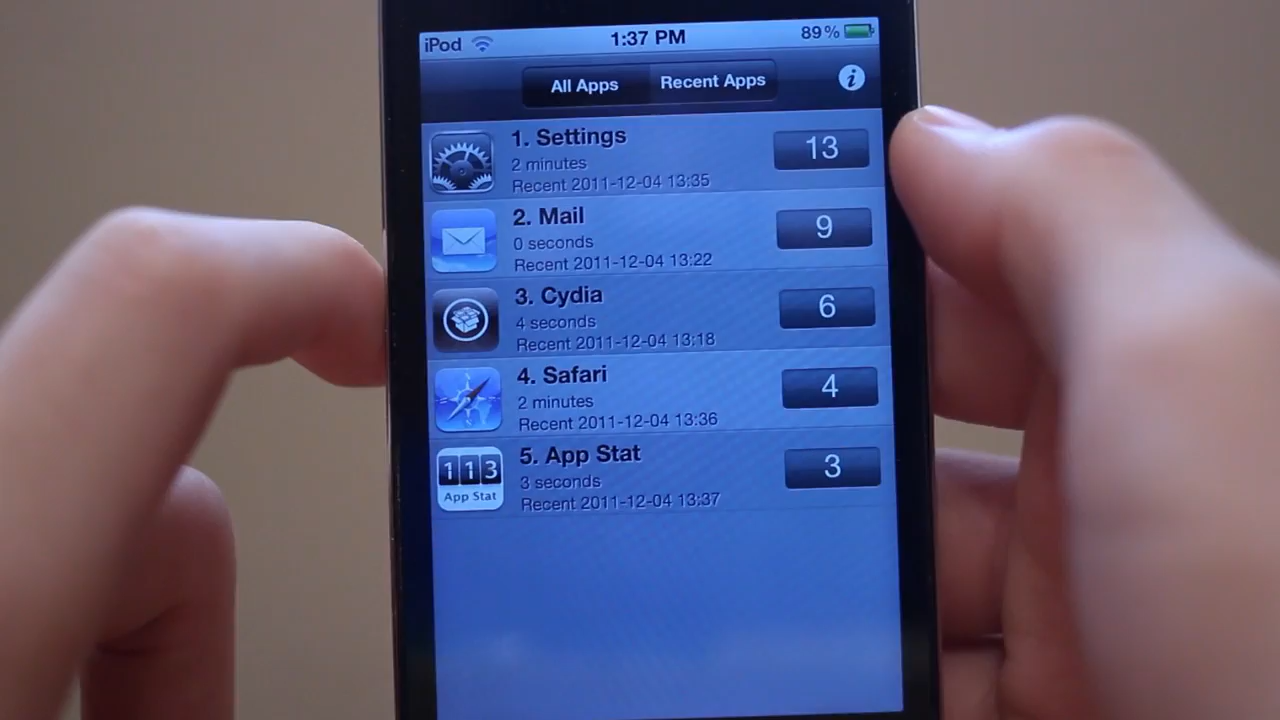 iPod 1:37 PM 89%
All Apps Recent Apps i
1. Settings
2 minutes
Recent 2011-12-04 13:35
13
2. Mail
0 seconds
Recent 2011-12-04 13:22
9
3. Cydia
4 seconds
Recent 2011-12-04 13:18
6
4. Safari
2 minutes
Recent 2011-12-04 13:36
4
113
App Stat
5. App Stat
3 seconds
Recent 2011-12-04 13:37
3